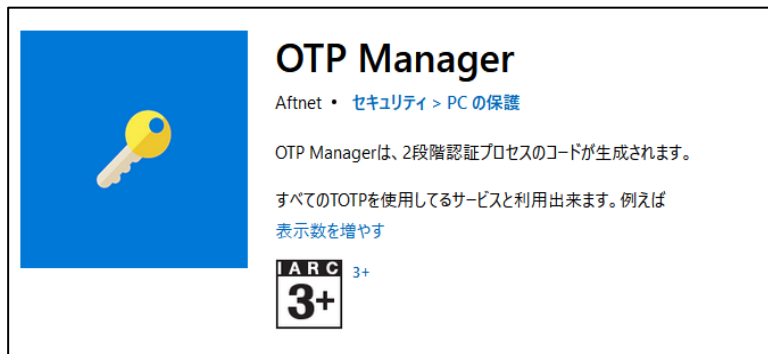 OTP Manager
Aftnet • セキュリティ > PC の保護
OTP Managerは、2段階認証プロセスのコードが生成されます。
すべてのTOTPを使用してるサービスと利用出来ます。例えば
表示数を増やす
IARC
3+
3+